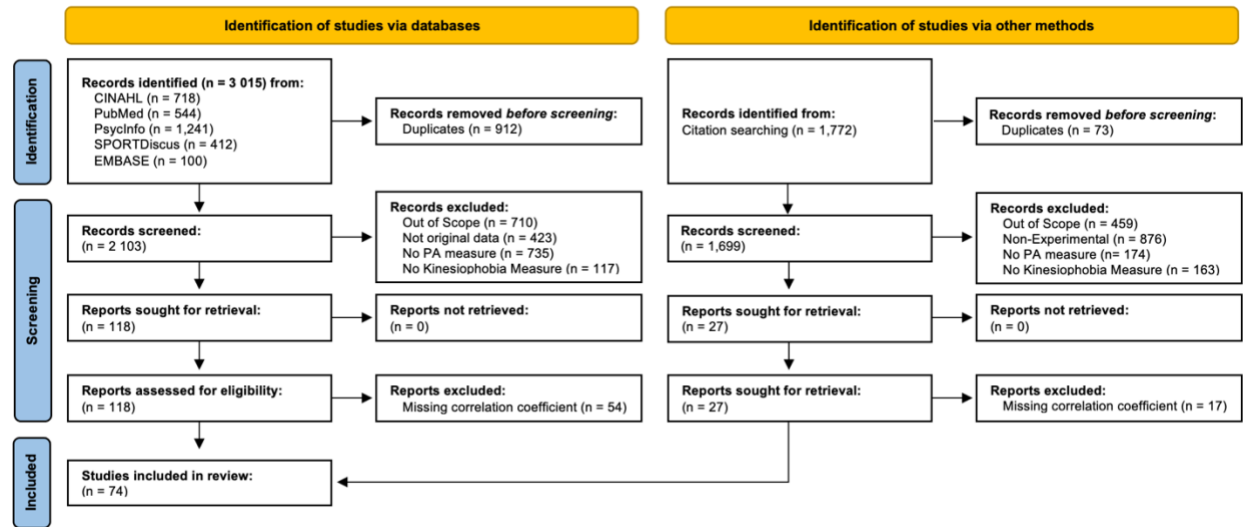 Identification of studies via databases
Identification of studies via other methods
Identification
Records identified (n = 3 015) from:
CINAHL (n = 718)
PubMed (n = 544)
PsycInfo (n = 1,241)
SPORTDiscus (n = 412)
EMBASE (n = 100)
Records removed before screening:
Duplicates (n = 912)
Records identified from:
Citation searching (n = 1,772)
Records removed before screening:
Duplicates (n = 73)
Screening
Records screened:
(n = 2 103)
Records excluded:
Out of Scope (n = 710)
Not original data (n = 423)
No PA measure (n = 735)
No Kinesiophobia Measure (n = 117)
Records screened:
(n = 1,699)
Records excluded:
Out of Scope (n = 459)
Non-Experimental (n = 876)
No PA measure (n= 174)
No Kinesiophobia Measure (n = 163)
Reports sought for retrieval:
(n = 118)
Reports not retrieved:
(n = 0)
Reports sought for retrieval:
(n = 27)
Reports not retrieved:
(n = 0)
Reports assessed for eligibility:
(n = 118)
Reports excluded:
Missing correlation coefficient (n = 54)
Reports sought for retrieval:
(n = 27)
Reports excluded:
Missing correlation coefficient (n = 17)
Included
Studies included in review:
(n = 74)